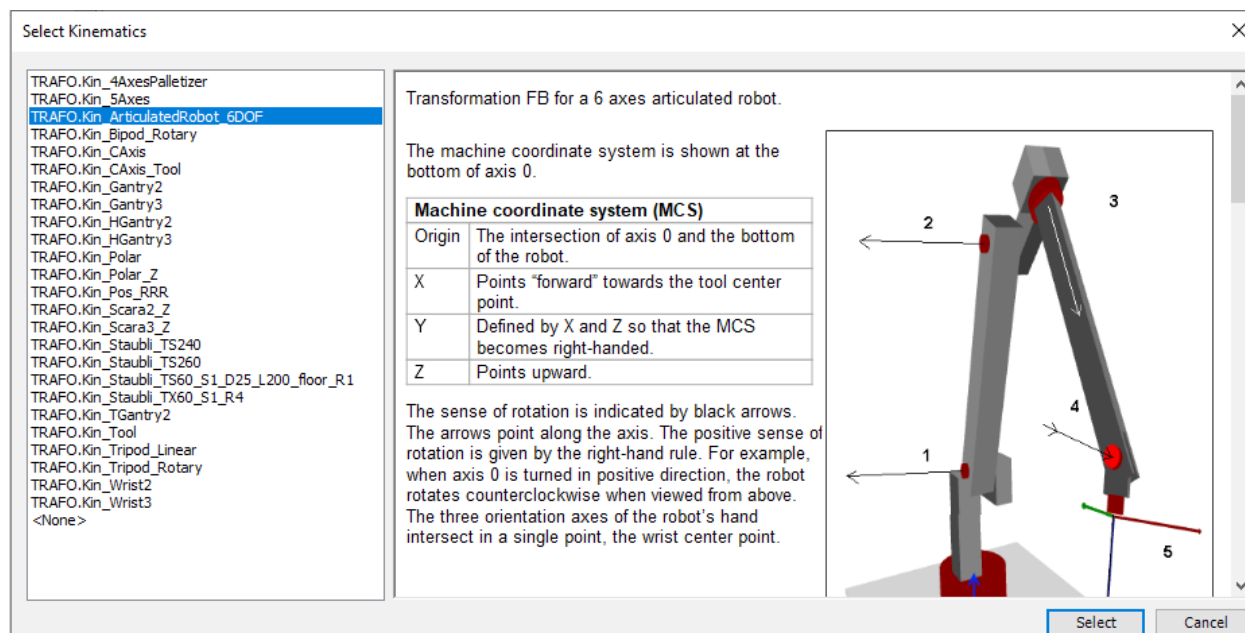 Select Kinematics
TRAFO.Kin_4AxesPalletizer
TRAFO.Kin_5Axes
TRAFO.Kin_ArticulatedRobot_6DOF
TRAFO.Kin_Bipod_Rotary
TRAFO.Kin_CAxis
TRAFO.Kin_CAxis_Tool
TRAFO.Kin_Gantry2
TRAFO.Kin_Gantry3
TRAFO.Kin_HGantry2
TRAFO.Kin_HGantry3
TRAFO.Kin_Polar
TRAFO.Kin_Polar_Z
TRAFO.Kin_Pos_RRR
TRAFO.Kin_Scara2_Z
TRAFO.Kin_Scara3_Z
TRAFO.Kin_Staubli_TS240
TRAFO.Kin_Staubli_TS260
TRAFO.Kin_Staubli_TS60_S1_D25_L200_floor_R1
TRAFO.Kin_Staubli_TX60_S1_R4
TRAFO.Kin_TGantry2
TRAFO.Kin_Tool
TRAFO.Kin_Tripod_Linear
TRAFO.Kin_Tripod_Rotary
TRAFO.Kin_Wrist2
TRAFO.Kin_Wrist3
<None>
Transformation FB for a 6 axes articulated robot.
The machine coordinate system is shown at the
bottom of axis 0.
Machine coordinate system (MCS)
Origin The intersection of axis 0 and the bottom
of the robot.
X Points “forward” towards the tool center
point.
Y Defined by X and Z so that the MCS
becomes right-handed.
Z Points upward.
The sense of rotation is indicated by black arrows.
The arrows point along the axis. The positive sense of
rotation is given by the right-hand rule. For example,
when axis 0 is turned in positive direction, the robot
rotates counterclockwise when viewed from above.
The three orientation axes of the robot’s hand
intersect in a single point, the wrist center point.
3
2
4
1
5
Select
Cancel